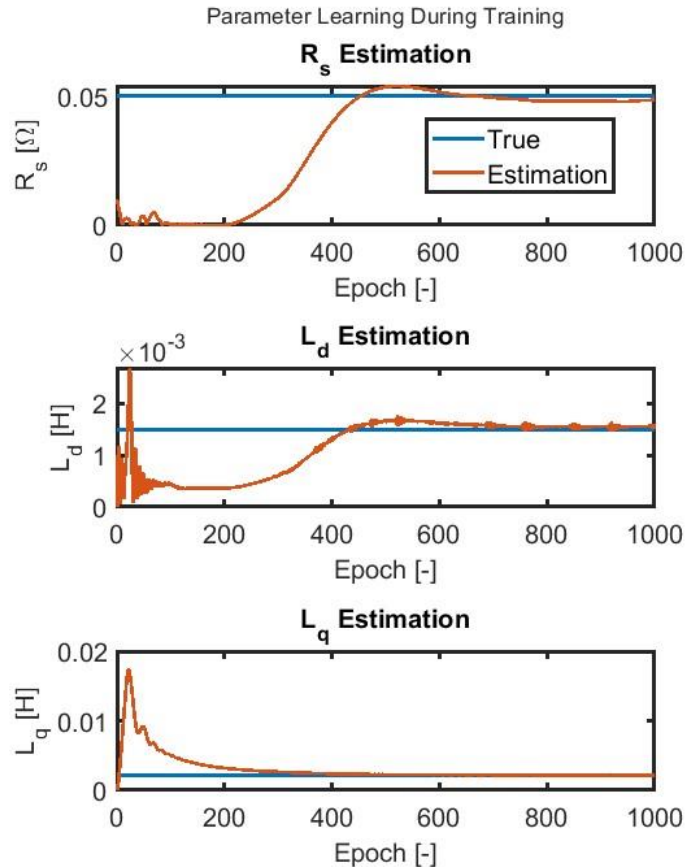 Parameter Learning During Training
R_s Estimation
0.05
0
R_s [Ω]
True
Estimation
0 200 400 600 800 1000
Epoch [-]
L_d Estimation
×10^-3
2
1
0
L_d [H]
0 200 400 600 800 1000
Epoch [-]
L_q Estimation
0.02
0.01
0
L_q [H]
0 200 400 600 800 1000
Epoch [-]